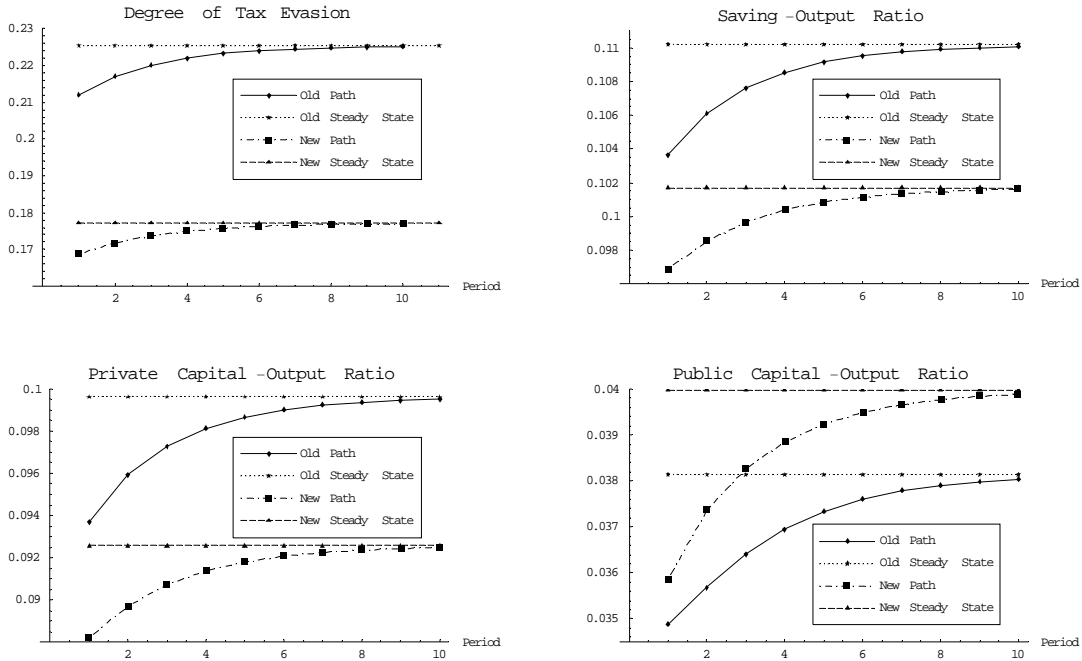 Degree of Tax Evasion
0.23
0.22
0.21
0.2
0.19
0.18
0.17
2 4 6 8 10 Period
Old Path
Old Steady State
New Path
New Steady State
Saving-Output Ratio
0.11
0.108
0.106
0.104
0.102
0.1
0.098
2 4 6 8 10 Period
Old Path
Old Steady State
New Path
New Steady State
Private Capital-Output Ratio
0.1
0.098
0.096
0.094
0.092
0.09
2 4 6 8 10 Period
Old Path
Old Steady State
New Path
New Steady State
Public Capital-Output Ratio
0.04
0.039
0.038
0.037
0.036
0.035
2 4 6 8 10 Period
Old Path
Old Steady State
New Path
New Steady State